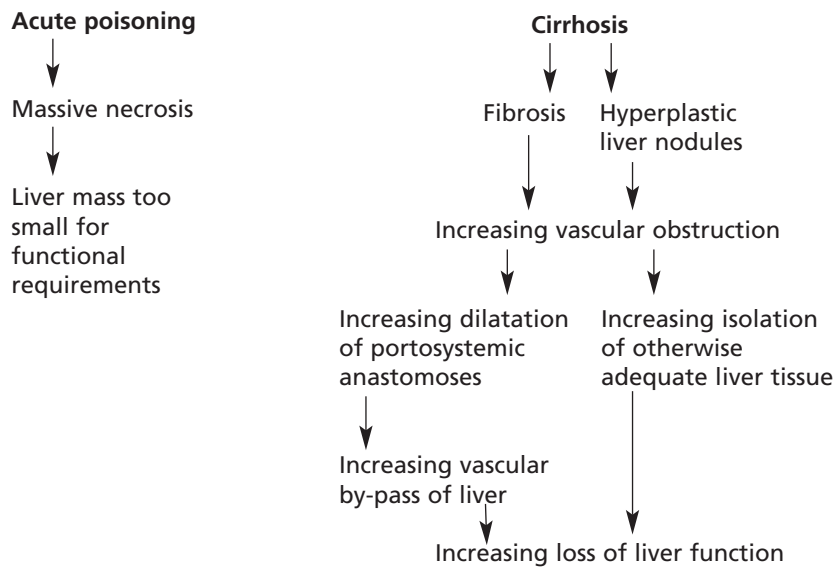 Acute poisoning
Massive necrosis
Liver mass too
small for
functional
requirements
Cirrhosis
Fibrosis
Hyperplastic
liver nodules
Increasing vascular obstruction
Increasing dilatation
of portosystemic
anastomoses
Increasing isolation
of otherwise
adequate liver tissue
Increasing vascular
by-pass of liver
Increasing loss of liver function